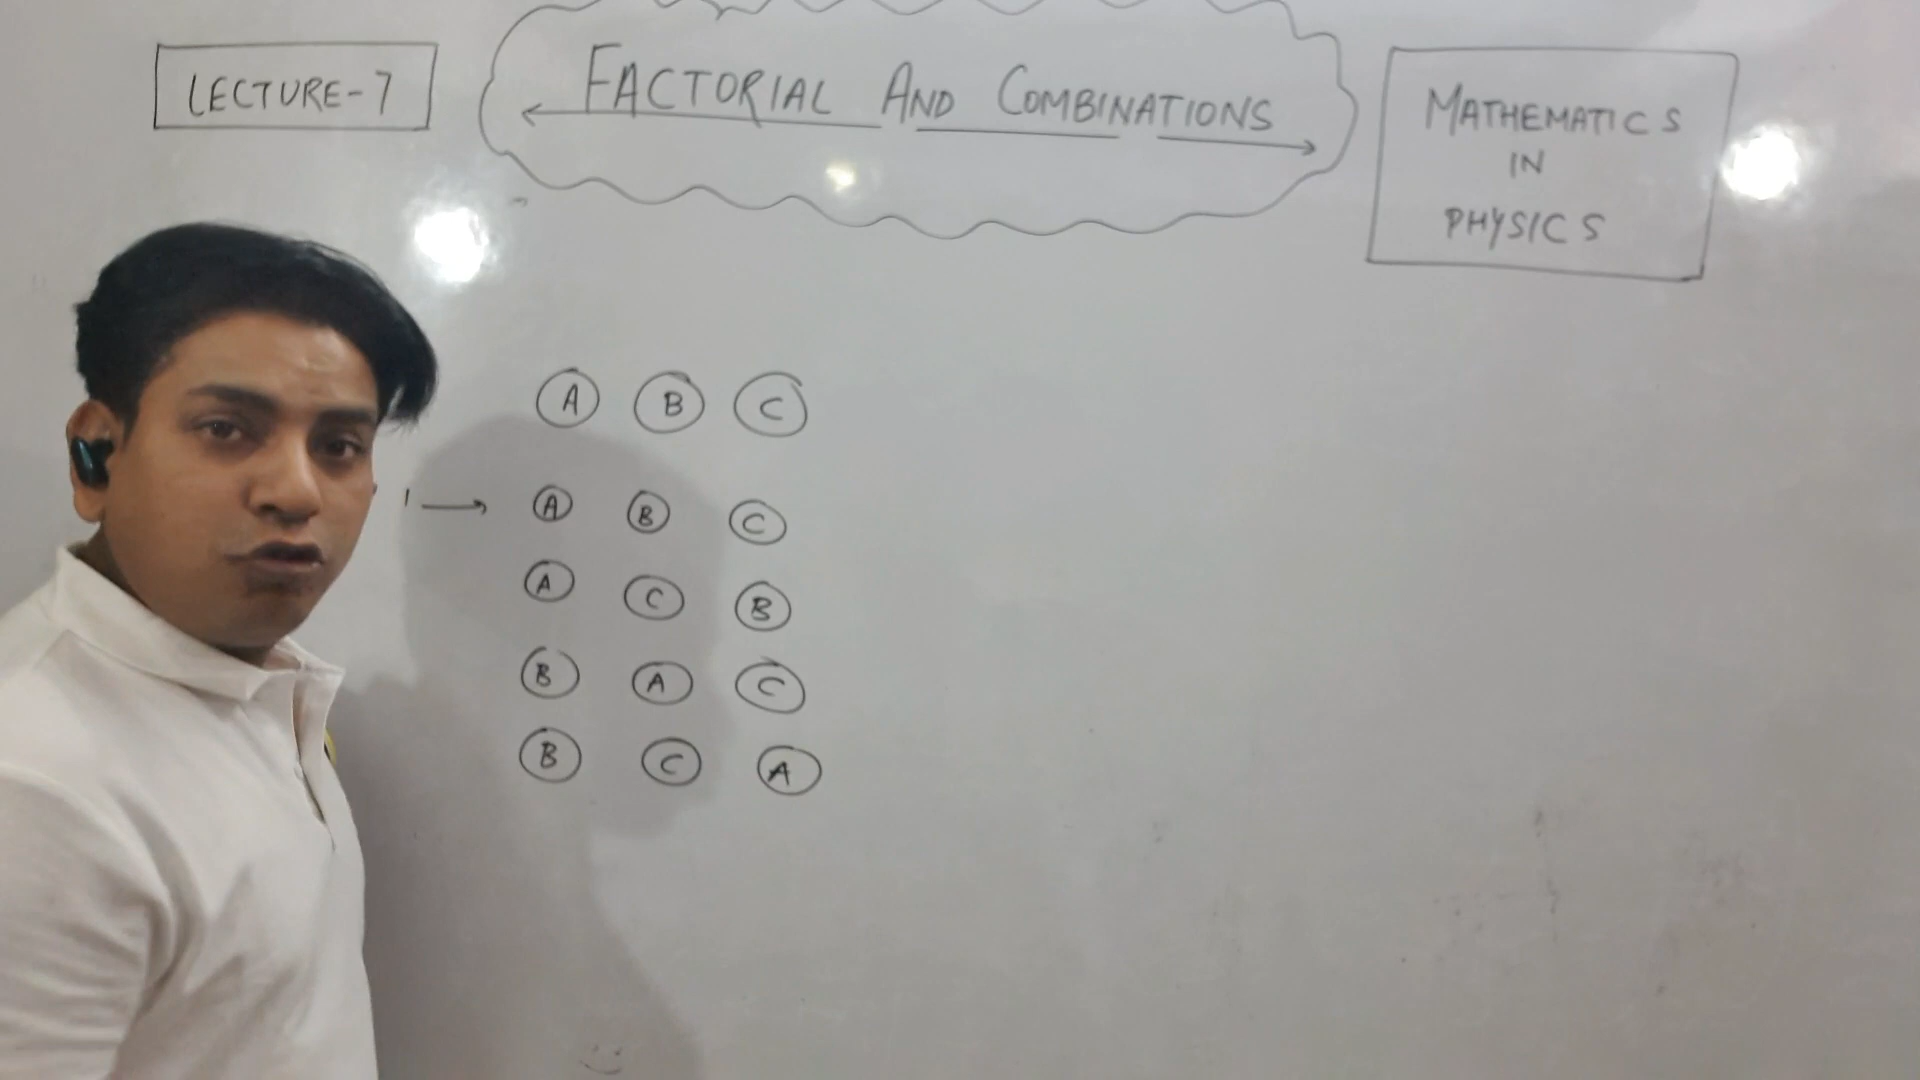 LECTURE-7
FACTORIAL AND COMBINATIONS
MATHEMATICS
IN
PHYSICS
A B C
1 → A B C
A C B
B A C
B C A